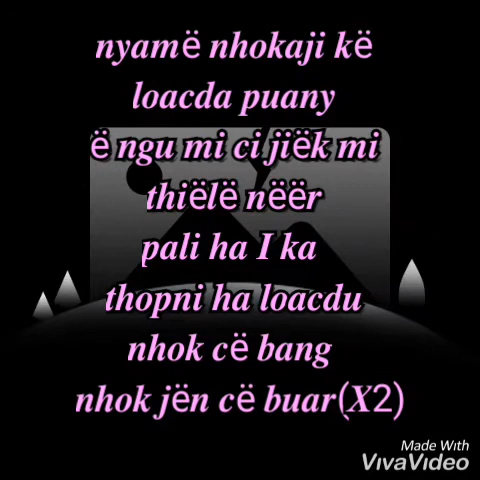 nyamë nhokaji kë
loacda puany
ë ngu mi ci jiëk mi
thiëlë nëër
pali ha I ka
thopni ha loacdu
nhok cë bang
nhok jën cë buar(X2)
Made With
VivaVideo